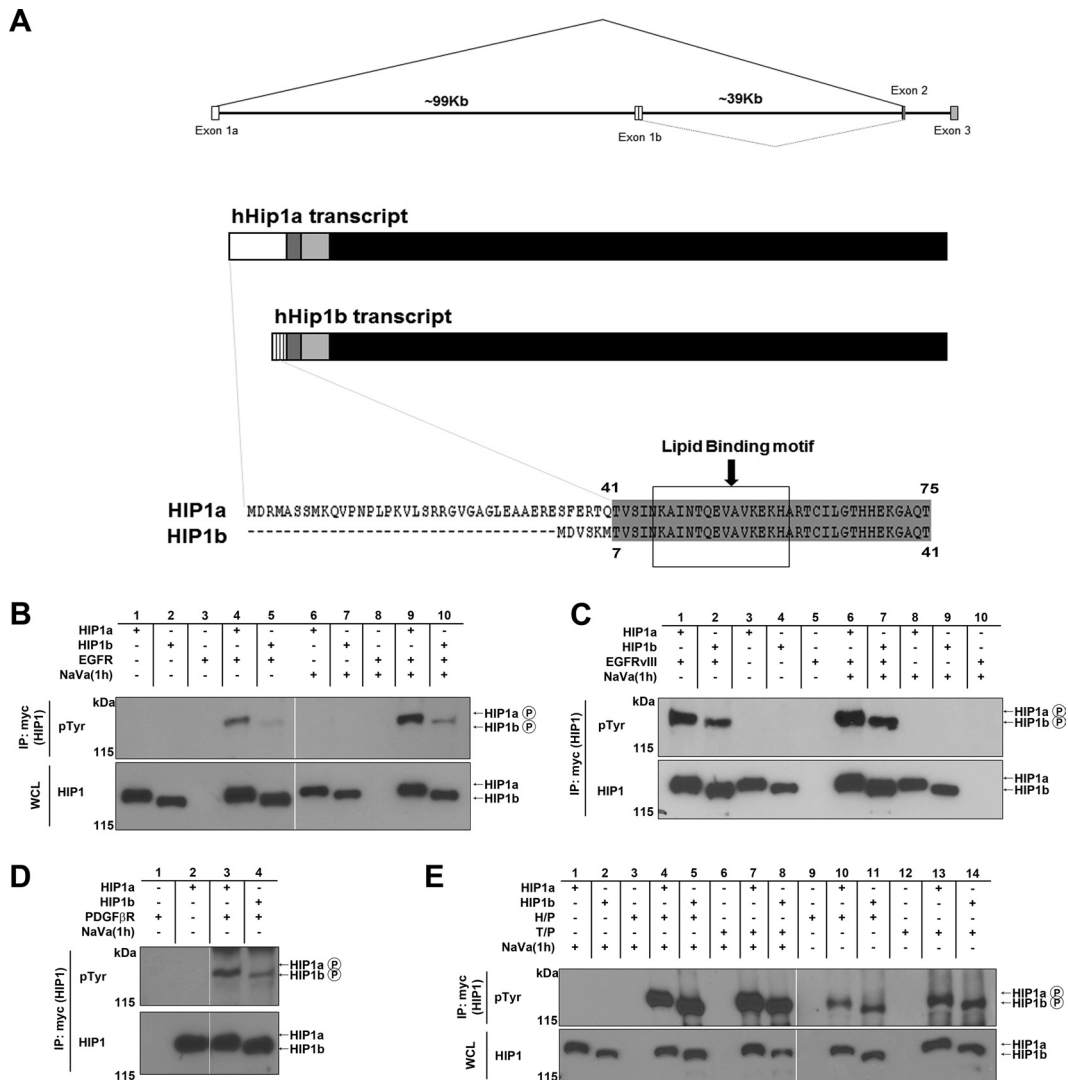 A
~99Kb
~39Kb
Exon 2
Exon 1a
Exon 1b
Exon 3
hHip1a transcript
hHip1b transcript
Lipid Binding motif
41 75
HIP1a MDRMASSMKQVPNPLPKVLSRRGVGAGLEAAERESFERTQTVSINKAINTQEVAVKEKHARTCILGTHHEKGAQT
HIP1b ----------------------------------MDVSKMTVSINKAINTQEVAVKEKHARTCILGTHHEKGAQT
7 41
B
1 2 3 4 5 6 7 8 9 10
HIP1a + - - + - + - - + -
HIP1b - + - - + - + - - +
EGFR - - + + + - - + + +
NaVa(1h) - - - - - + + + + +
kDa
IP: myc (HIP1)
pTyr
115
←HIP1a Ⓟ
←HIP1b Ⓟ
WCL
HIP1
115
←HIP1a
←HIP1b
C
1 2 3 4 5 6 7 8 9 10
HIP1a + - + - - + - + - -
HIP1b - + - + - - + - + -
EGFRvIII + + - - + + + - - +
NaVa(1h) - - - - - + + + + +
kDa
IP: myc (HIP1)
pTyr
115
←HIP1a Ⓟ
←HIP1b Ⓟ
HIP1
115
←HIP1a
←HIP1b
D
1 2 3 4
HIP1a - + + -
HIP1b - - - +
PDGFβR + - + +
NaVa(1h) - - - -
kDa
IP: myc (HIP1)
pTyr
115
←HIP1a Ⓟ
←HIP1b Ⓟ
HIP1
115
←HIP1a
←HIP1b
E
1 2 3 4 5 6 7 8 9 10 11 12 13 14
HIP1a + - - + - - + - - + - - + -
HIP1b - + - - + - - + - - + - - +
H/P - - + + + - - - + + + - - -
T/P - - - - - + + + - - - + + +
NaVa(1h) + + + + + + + + - - - - - -
kDa
IP: myc (HIP1)
pTyr
115
←HIP1a Ⓟ
←HIP1b Ⓟ
WCL
HIP1
115
←HIP1a
←HIP1b